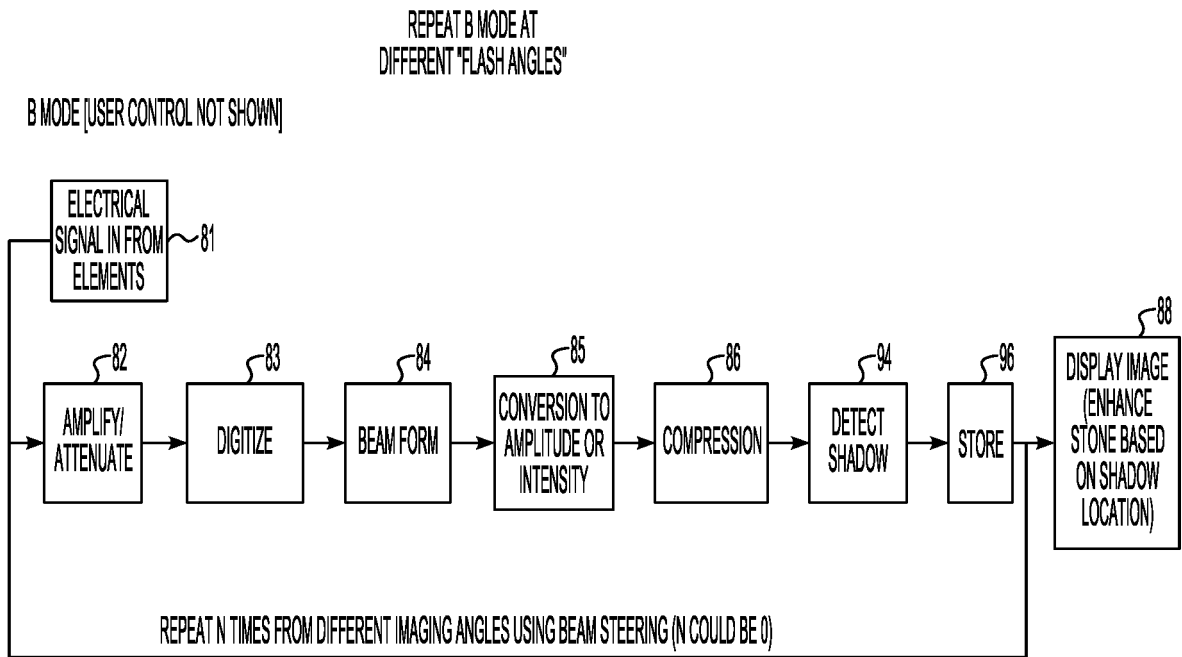 REPEAT B MODE AT
DIFFERENT "FLASH ANGLES"
B MODE [USER CONTROL NOT SHOWN]
ELECTRICAL
SIGNAL IN FROM
ELEMENTS
81
82
AMPLIFY/
ATTENUATE
83
DIGITIZE
84
BEAM FORM
85
CONVERSION TO
AMPLITUDE OR
INTENSITY
86
COMPRESSION
94
DETECT
SHADOW
96
STORE
88
DISPLAY IMAGE
(ENHANCE
STONE BASED
ON SHADOW
LOCATION)
REPEAT N TIMES FROM DIFFERENT IMAGING ANGLES USING BEAM STEERING (N COULD BE 0)